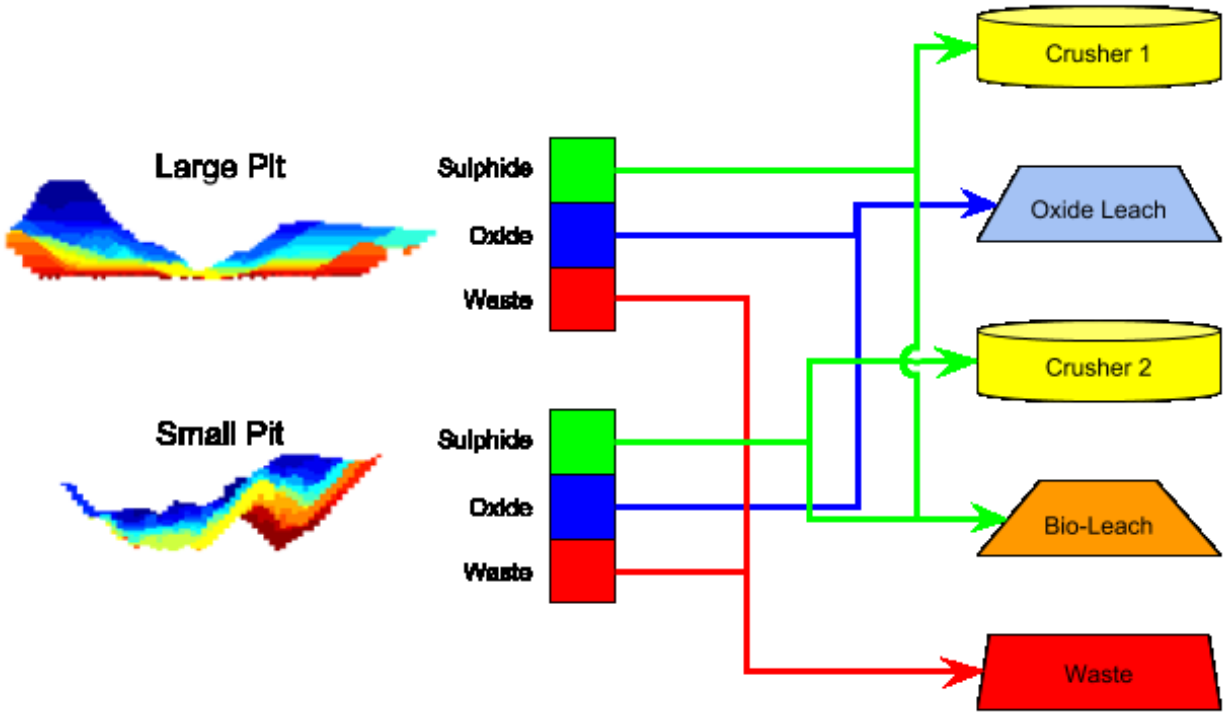 Large Pit
Sulphide
Oxide
Waste
Small Pit
Sulphide
Oxide
Waste
Crusher 1
Oxide Leach
Crusher 2
Bio-Leach
Waste